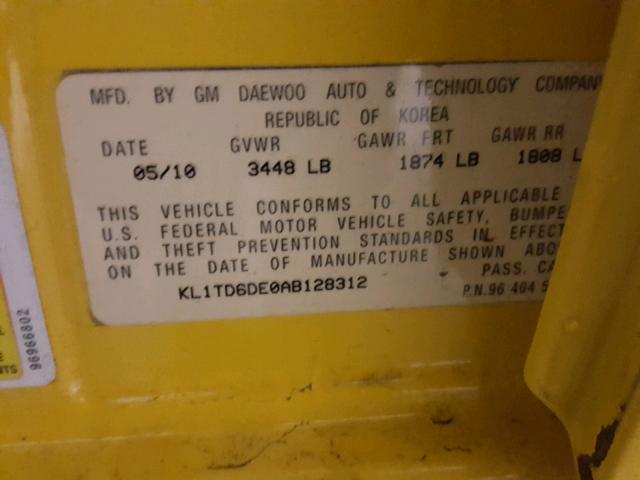 MFD. BY GM DAEWOO AUTO & TECHNOLOGY COMPANY
REPUBLIC OF KOREA
DATE GVWR GAWR FRT GAWR RR
05/10 3448 LB 1874 LB 1808 L
THIS VEHICLE CONFORMS TO ALL APPLICABLE
U.S. FEDERAL MOTOR VEHICLE SAFETY, BUMPE
AND THEFT PREVENTION STANDARDS IN EFFECT
ON THE DATE OF MANUFACTURE SHOWN ABO
PASS. CA
KL1TD6DE0AB128312 P.N.96 464 5
96966802